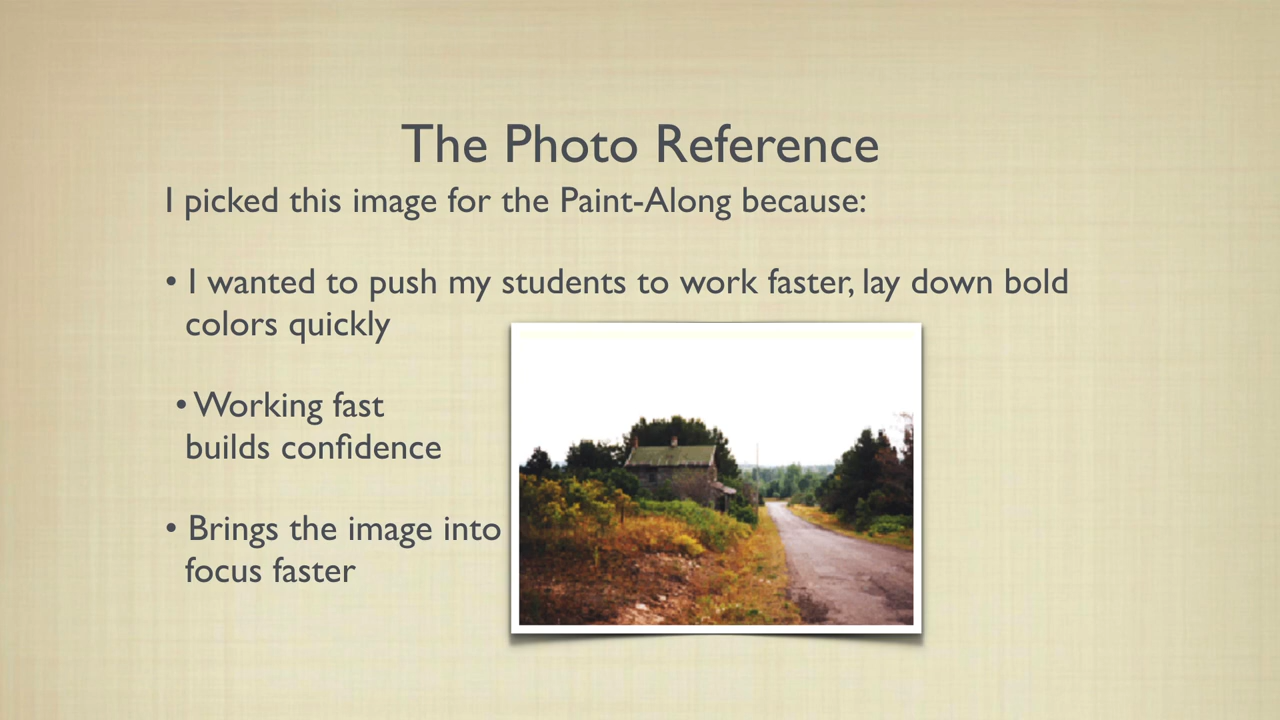 The Photo Reference
I picked this image for the Paint-Along because:
• I wanted to push my students to work faster, lay down bold
colors quickly
• Working fast
builds confidence
• Brings the image into
focus faster